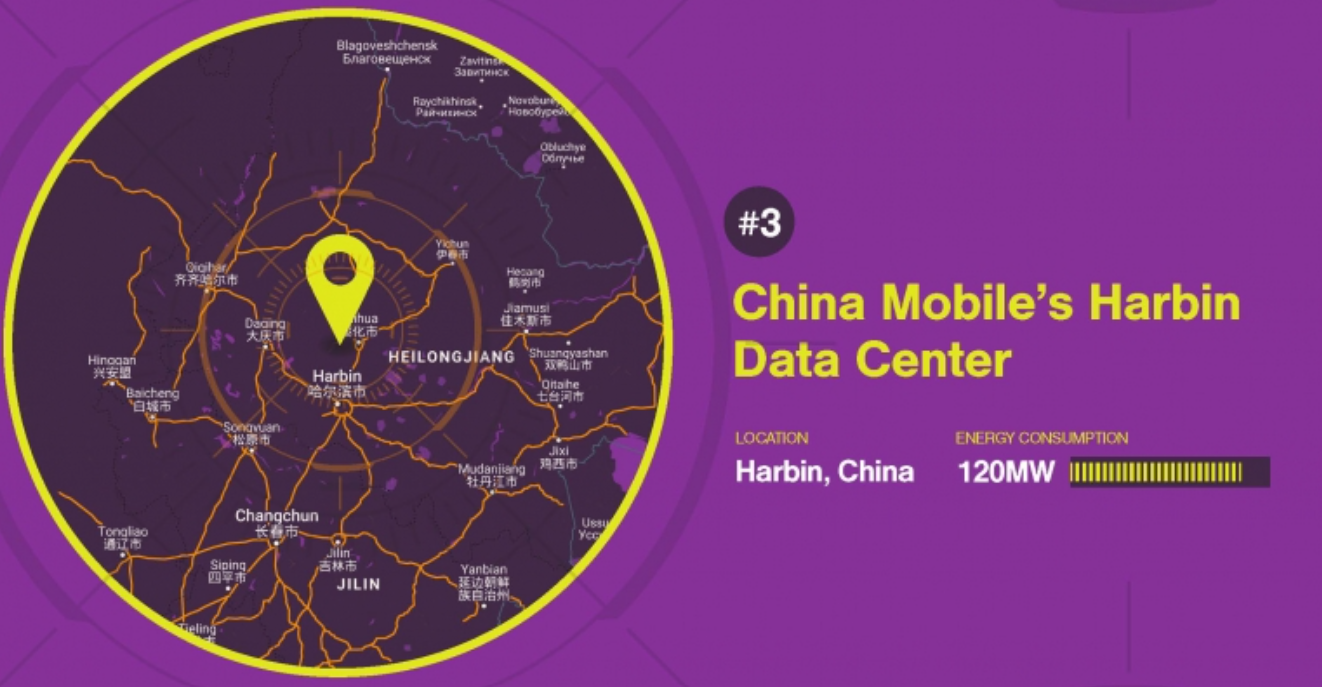 Blagoveshchensk
Благовещенск
Завитинск
Raychikhinsk
Райчихинск
Obluchye
Облучье
Yichun
伊春市
Qiqihar
齐齐哈尔市
Hegang
鹤岗市
Jiamusi
佳木斯市
Daqing
大庆市
HEILONGJIANG
Shuangyashan
双鸭山市
Hinggan
兴安盟
Harbin
哈尔滨市
Qitaihe
七台河市
Baicheng
白城市
Songyuan
松原市
Jixi
鸡西市
Mudanjiang
牡丹江市
Changchun
长春市
Tongliao
通辽市
Jilin
吉林市
Siping
四平市
JILIN
Yanbian
延边朝鲜
族自治州
Tieling
#3
China Mobile’s Harbin
Data Center
LOCATION
Harbin, China
ENERGY CONSUMPTION
120MW